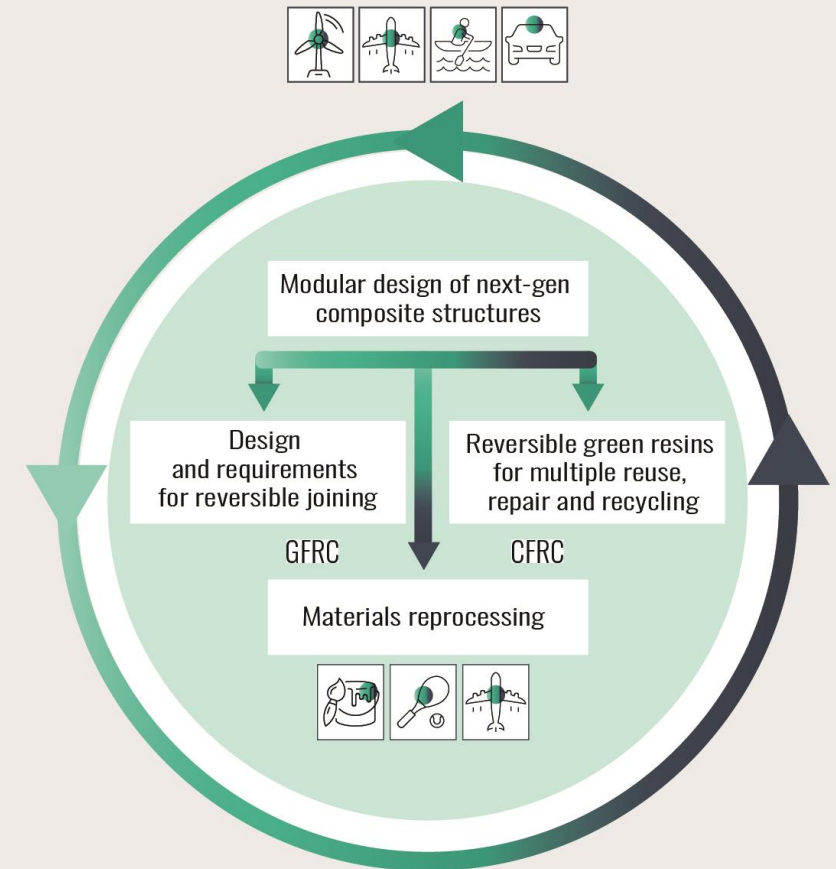 Modular design of next-gen
composite structures
Design
and requirements
for reversible joining
Reversible green resins
for multiple reuse,
repair and recycling
GFRC
CFRC
Materials reprocessing